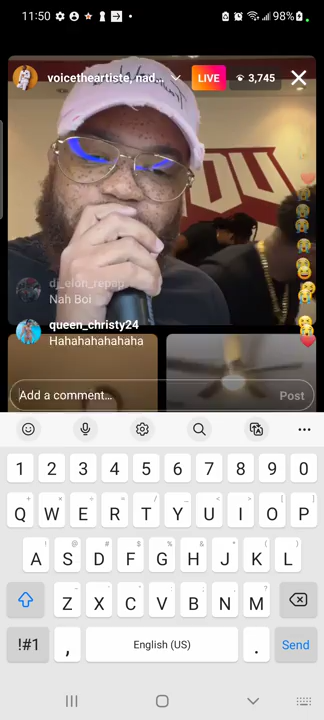 11:50
98%
voicetheartiste, nad...
LIVE
3,745
dj_elon_repap
Nah Boi
queen_christy24
Hahahahahahaha
Add a comment...
Post
1 2 3 4 5 6 7 8 9 0
Q W E R T Y U I O P
A S D F G H J K L
Z X C V B N M
!#1 , English (US) . Send